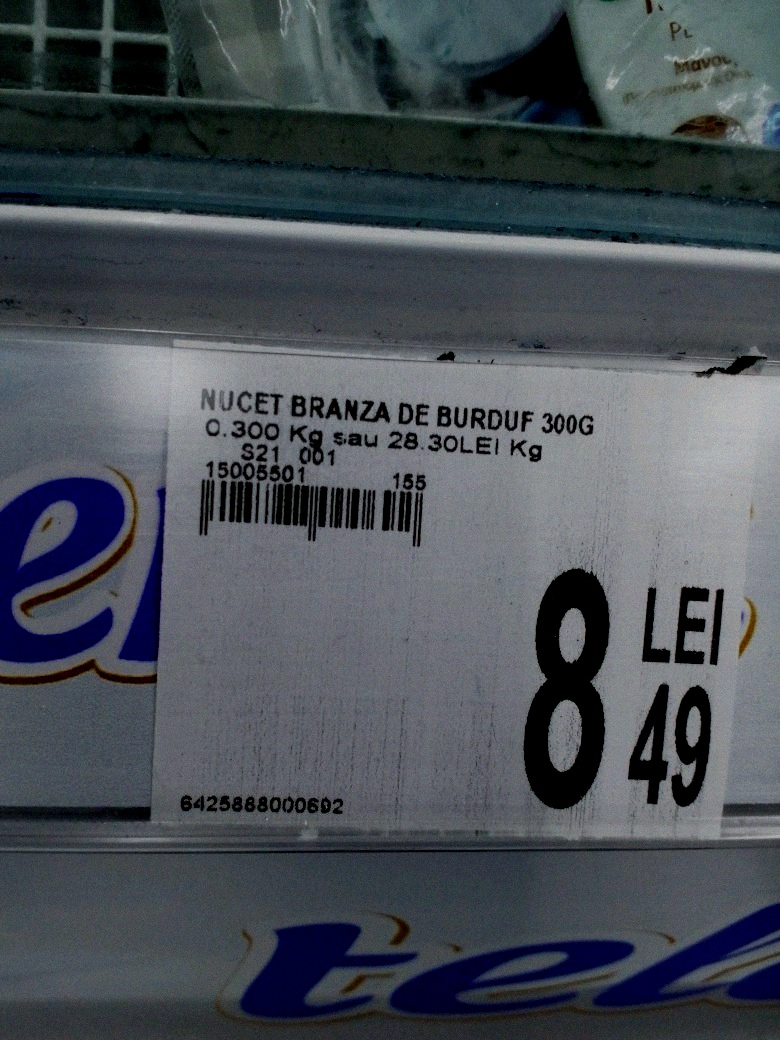 NUCET BRANZA DE BURDUF 300G
0.300 Kg sau 28.30LEI Kg
S21 001
15005501 155
8 LEI 49
6425888000692